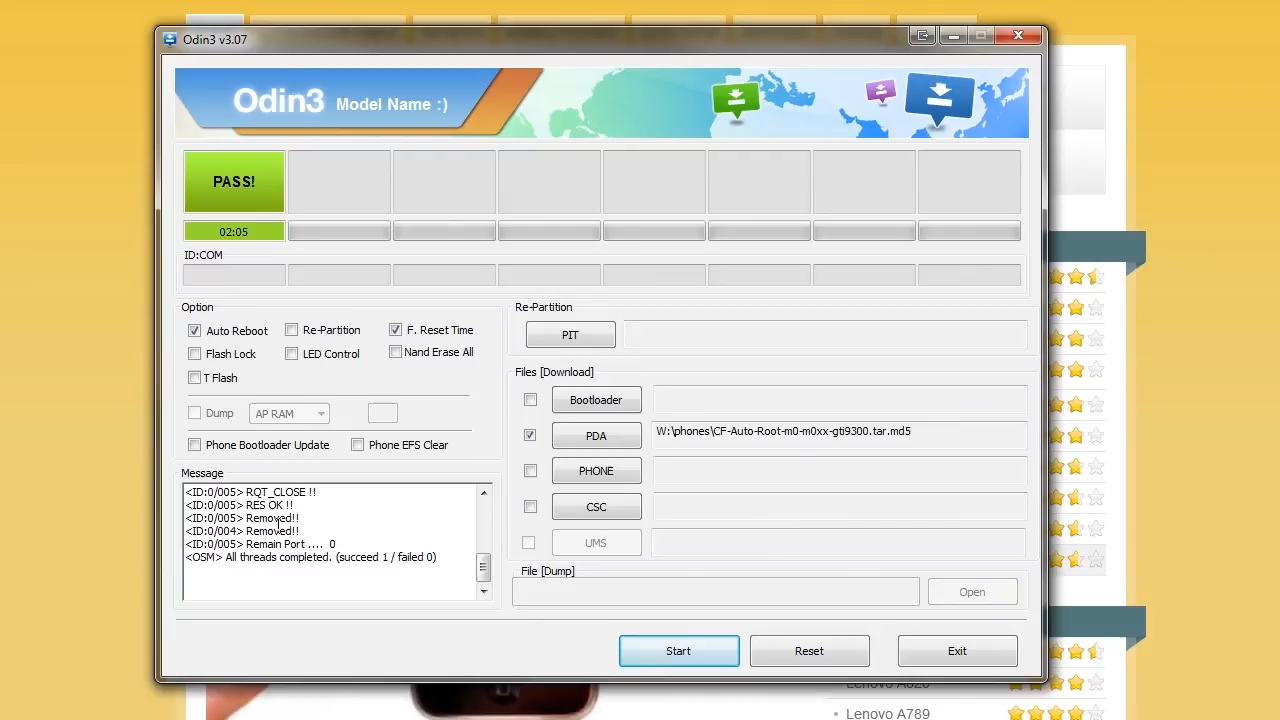 Odin3 v3.07
Odin3 Model Name :)
PASS!
02:05
ID:COM
Option
Auto Reboot
Re-Partition
F. Reset Time
Flash Lock
LED Control
Nand Erase All
T Flash
Dump
AP RAM
Phone Bootloader Update
Phone EFS Clear
Message
<ID:0/005> RQT_CLOSE !!
<ID:0/005> RES OK !!
<ID:0/005> Removed!!
<ID:0/004> Removed!!
<ID:0/005> Remain Port .... 0
<OSM> All threads completed. (succeed 1 / failed 0)
Re-Partition
PIT
Files [Download]
Bootloader
PDA
W:\phones\CF-Auto-Root-m0-m0xx-gti9300.tar.md5
PHONE
CSC
UMS
File [Dump]
Open
Start
Reset
Exit
Lenovo A789